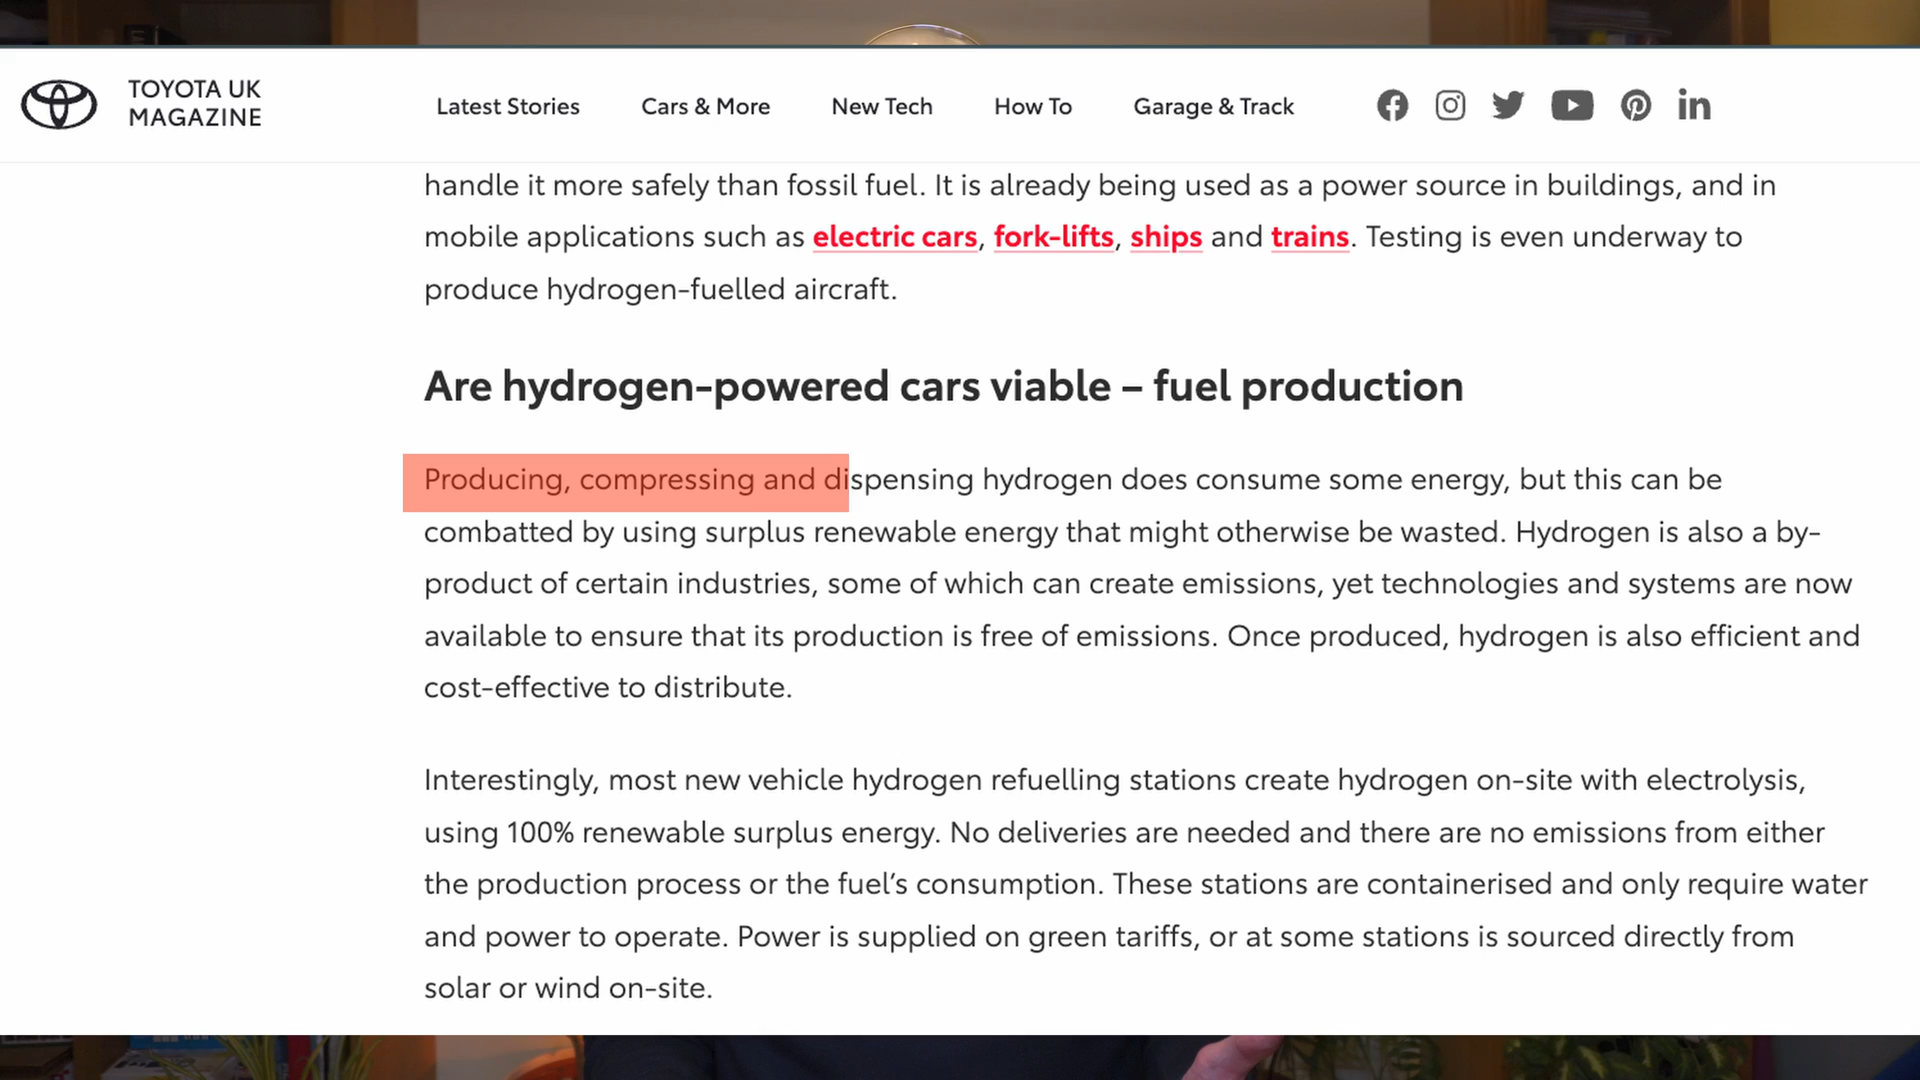 TOYOTA UK
MAGAZINE
Latest Stories Cars & More New Tech How To Garage & Track
handle it more safely than fossil fuel. It is already being used as a power source in buildings, and in
mobile applications such as electric cars, fork-lifts, ships and trains. Testing is even underway to
produce hydrogen-fuelled aircraft.
Are hydrogen-powered cars viable – fuel production
Producing, compressing and dispensing hydrogen does consume some energy, but this can be
combatted by using surplus renewable energy that might otherwise be wasted. Hydrogen is also a by-
product of certain industries, some of which can create emissions, yet technologies and systems are now
available to ensure that its production is free of emissions. Once produced, hydrogen is also efficient and
cost-effective to distribute.
Interestingly, most new vehicle hydrogen refuelling stations create hydrogen on-site with electrolysis,
using 100% renewable surplus energy. No deliveries are needed and there are no emissions from either
the production process or the fuel’s consumption. These stations are containerised and only require water
and power to operate. Power is supplied on green tariffs, or at some stations is sourced directly from
solar or wind on-site.